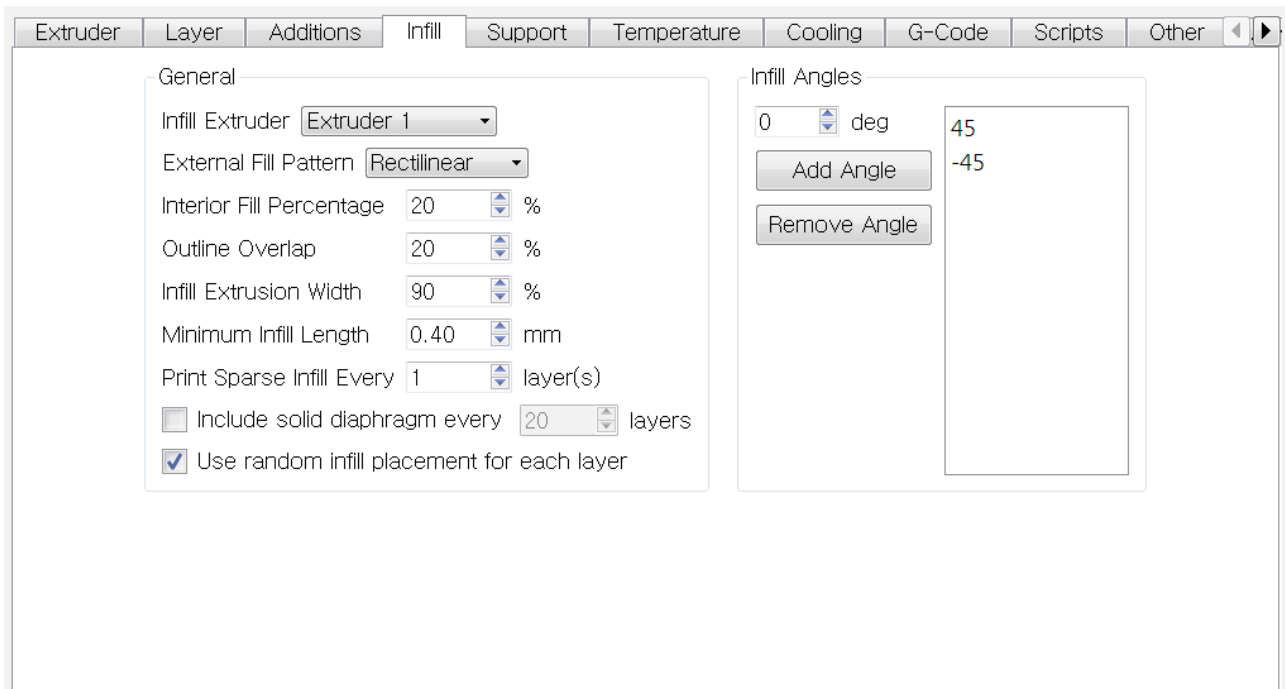 Extruder Layer Additions Infill Support Temperature Cooling G-Code Scripts Other
General
Infill Extruder Extruder 1
External Fill Pattern Rectilinear
Interior Fill Percentage 20 %
Outline Overlap 20 %
Infill Extrusion Width 90 %
Minimum Infill Length 0.40 mm
Print Sparse Infill Every 1 layer(s)
Include solid diaphragm every 20 layers
Use random infill placement for each layer
Infill Angles
0 deg
Add Angle
Remove Angle
45
-45